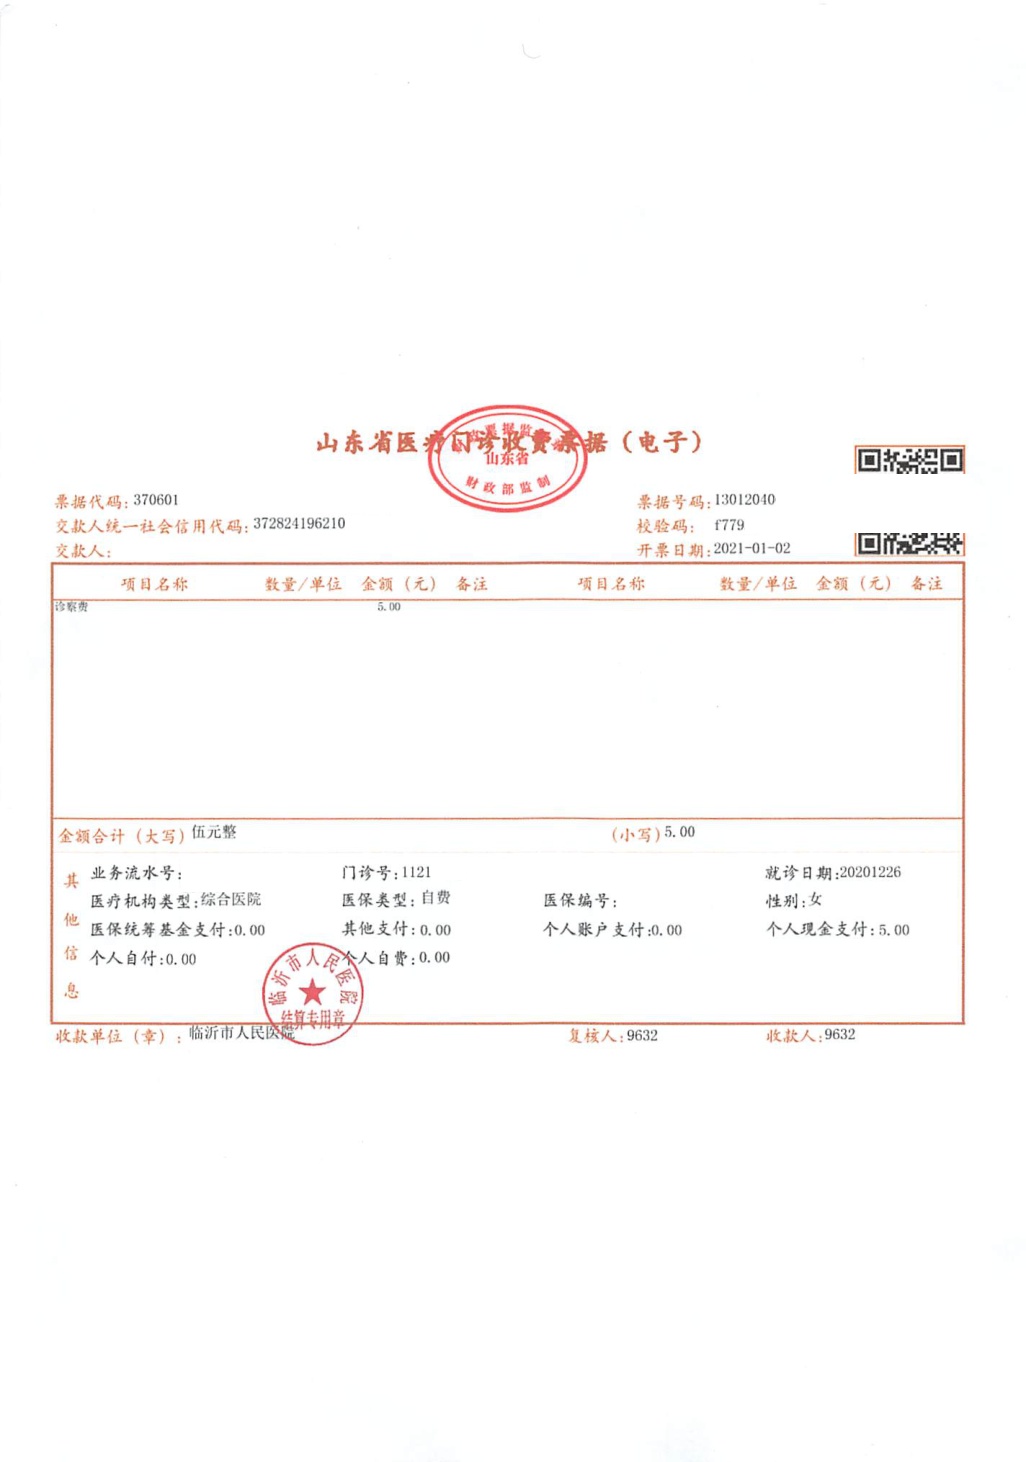 山东省医疗门诊收费票据（电子）
山东省
财政部监制
票据代码：370601
票据号码：13012040
交款人统一社会信用代码：372824196210
校验码： f779
交款人：
开票日期：2021-01-02
项目名称 数量/单位 金额（元） 备注 项目名称 数量/单位 金额（元） 备注
诊察费 5.00
金额合计（大写）伍元整 （小写）5.00
其他信息
业务流水号： 门诊号：1121 就诊日期：20201226
医疗机构类型：综合医院 医保类型：自费 医保编号： 性别：女
医保统筹基金支付：0.00 其他支付：0.00 个人账户支付：0.00 个人现金支付：5.00
个人自付：0.00 个人自费：0.00
临沂市人民医院
结算专用章
收款单位（章）：临沂市人民医院 复核人：9632 收款人：9632